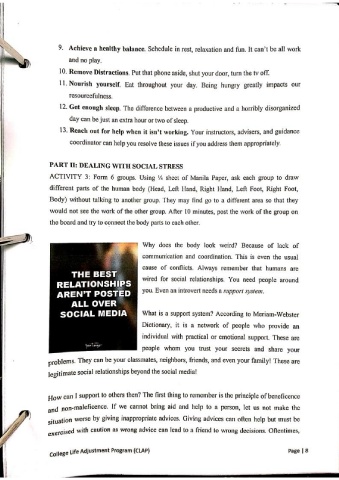 9. Achieve a healthy balance. Schedule in rest, relaxation and fun. It can't be all work
and no play.
10. Remove Distractions. Put that phone aside, shut your door, turn the tv off.
11. Nourish yourself. Eat throughout your day. Being hungry greatly impacts our
resourcefulness.
12. Get enough sleep. The difference between a productive and a horribly disorganized
day can be just an extra hour or two of sleep.
13. Reach out for help when it isn't working. Your instructors, advisers, and guidance
coordinator can help you resolve these issues if you address them appropriately.
PART II: DEALING WITH SOCIAL STRESS
ACTIVITY 3: Form 6 groups. Using ¼ sheet of Manila Paper, ask each group to draw
different parts of the human body (Head, Left Hand, Right Hand, Left Foot, Right Foot,
Body) without talking to another group. They may find go to a different area so that they
would not see the work of the other group. After 10 minutes, post the work of the group on
the board and try to connect the body parts to each other.
THE BEST
RELATIONSHIPS
AREN'T POSTED
ALL OVER
SOCIAL MEDIA
Why does the body look weird? Because of lack of
communication and coordination. This is even the usual
cause of conflicts. Always remember that humans are
wired for social relationships. You need people around
you. Even an introvert needs a support system.
What is a support system? According to Merriam-Webster
Dictionary, it is a network of people who provide an
individual with practical or emotional support. These are
people whom you trust your secrets and share your
problems. They can be your classmates, neighbors, friends, and even your family! These are
legitimate social relationships beyond the social media!
How can I support to others then? The first thing to remember is the principle of beneficence
and non-maleficence. If we cannot bring aid and help to a person, let us not make the
situation worse by giving inappropriate advices. Giving advices can often help but must be
exercised with caution as wrong advice can lead to a friend to wrong decisions. Oftentimes,
College Life Adjustment Program (CLAP)
Page | 8